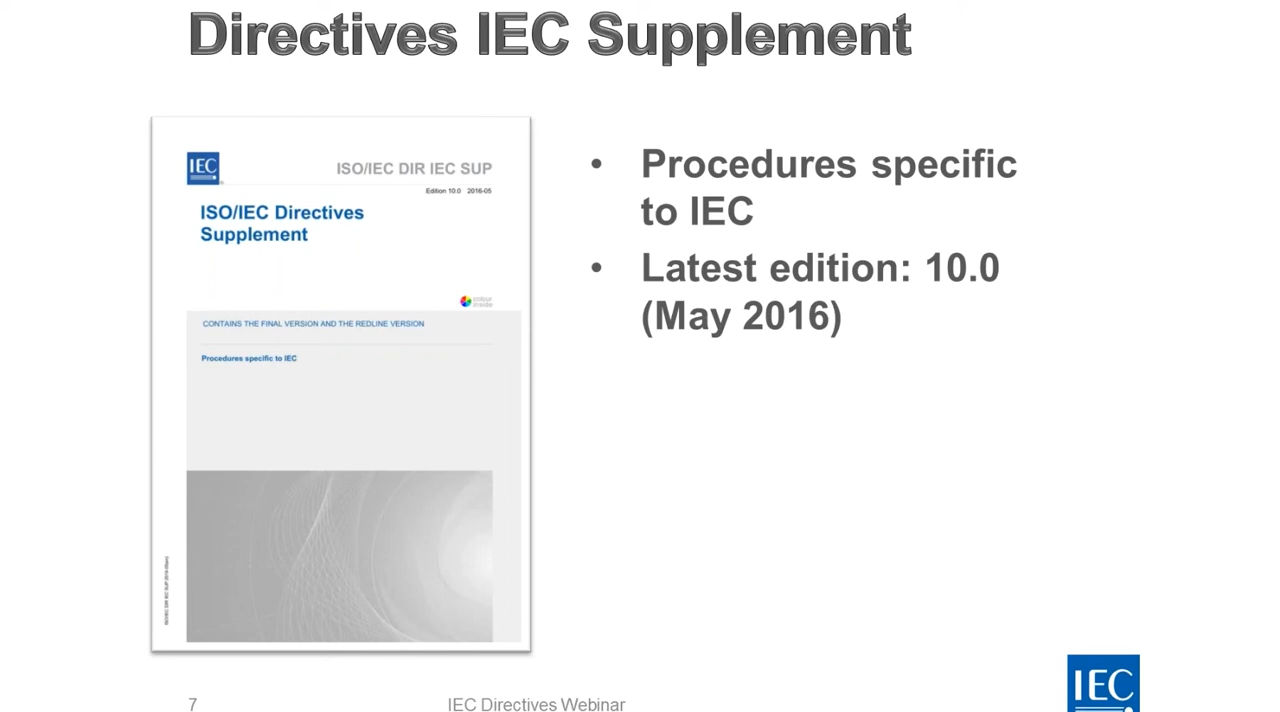 Directives IEC Supplement
IEC
ISO/IEC DIR IEC SUP
Edition 10.0 2016-05
ISO/IEC Directives
Supplement
colour
inside
CONTAINS THE FINAL VERSION AND THE REDLINE VERSION
Procedures specific to IEC
• Procedures specific
to IEC
• Latest edition: 10.0
(May 2016)
7
IEC Directives Webinar
IEC